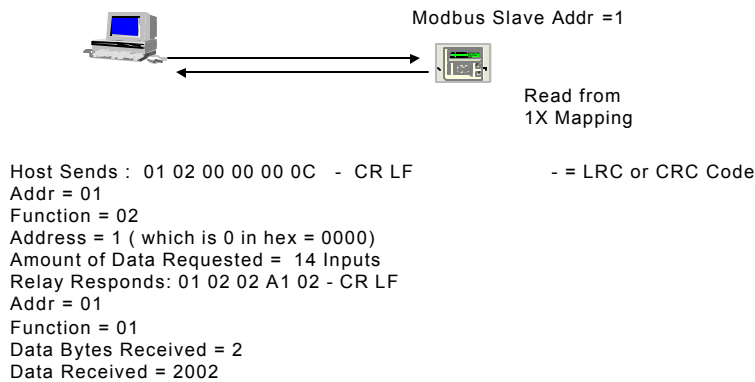 Modbus Slave Addr =1
Read from
1X Mapping
Host Sends : 01 02 00 00 00 0C - CR LF - = LRC or CRC Code
Addr = 01
Function = 02
Address = 1 ( which is 0 in hex = 0000)
Amount of Data Requested = 14 Inputs
Relay Responds: 01 02 02 A1 02 - CR LF
Addr = 01
Function = 01
Data Bytes Received = 2
Data Received = 2002